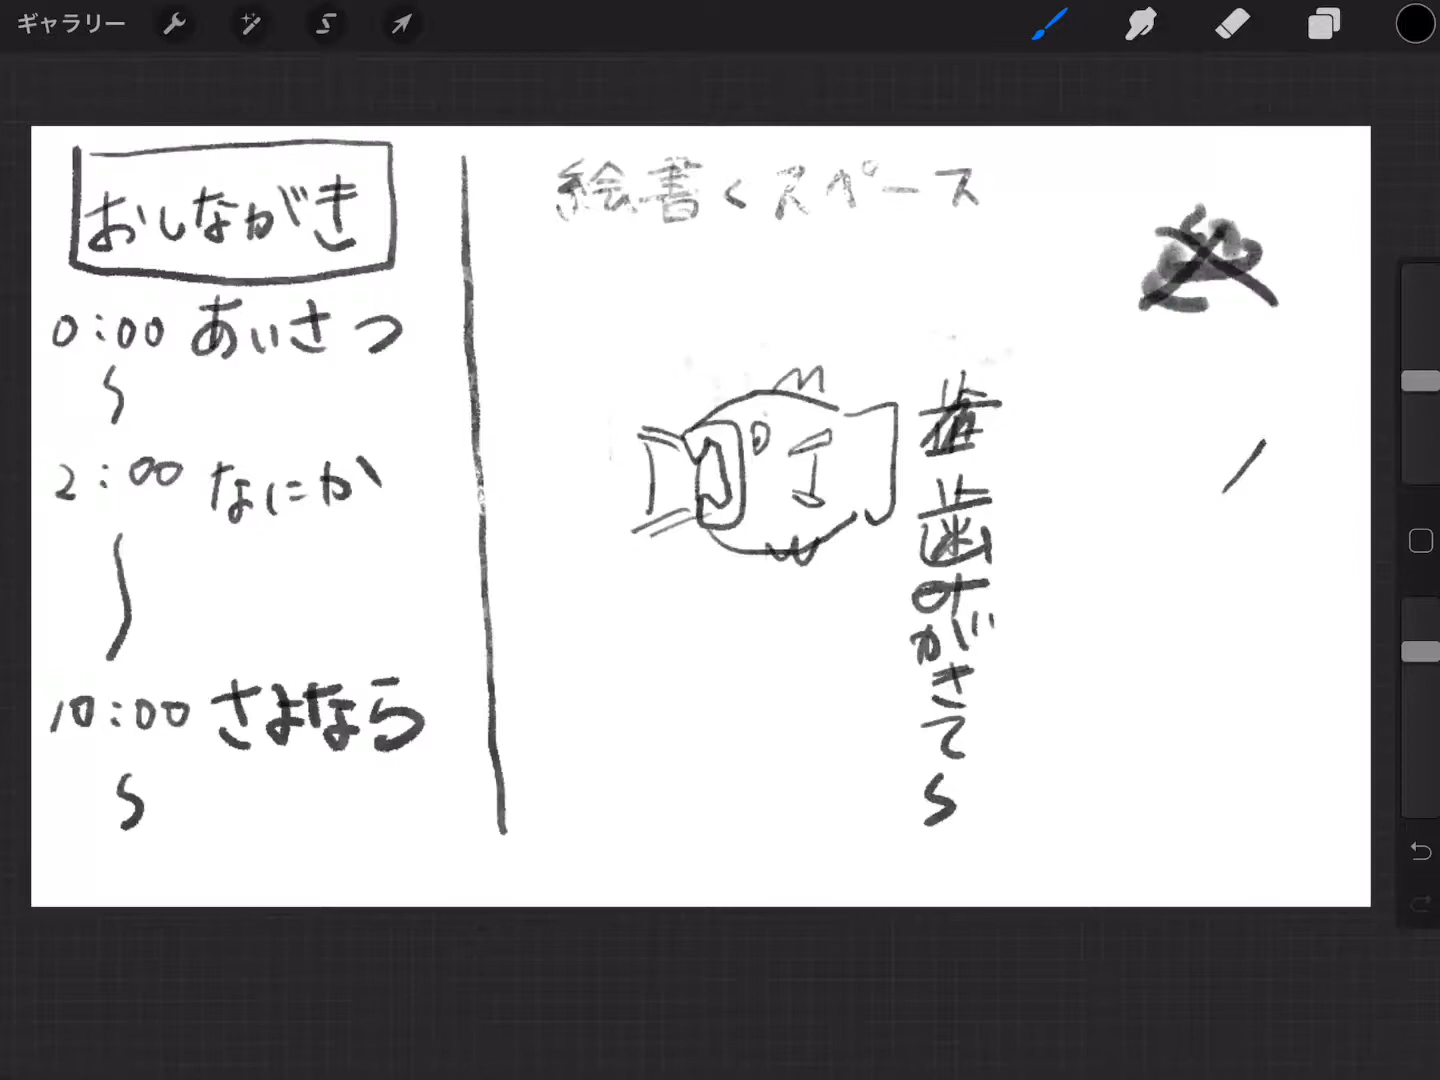 ギャラリー
おしながき
0:00 あいさつ
〜
2:00 なにか
〜
10:00 さよなら
〜
絵書くスペース
歯みがきて〜